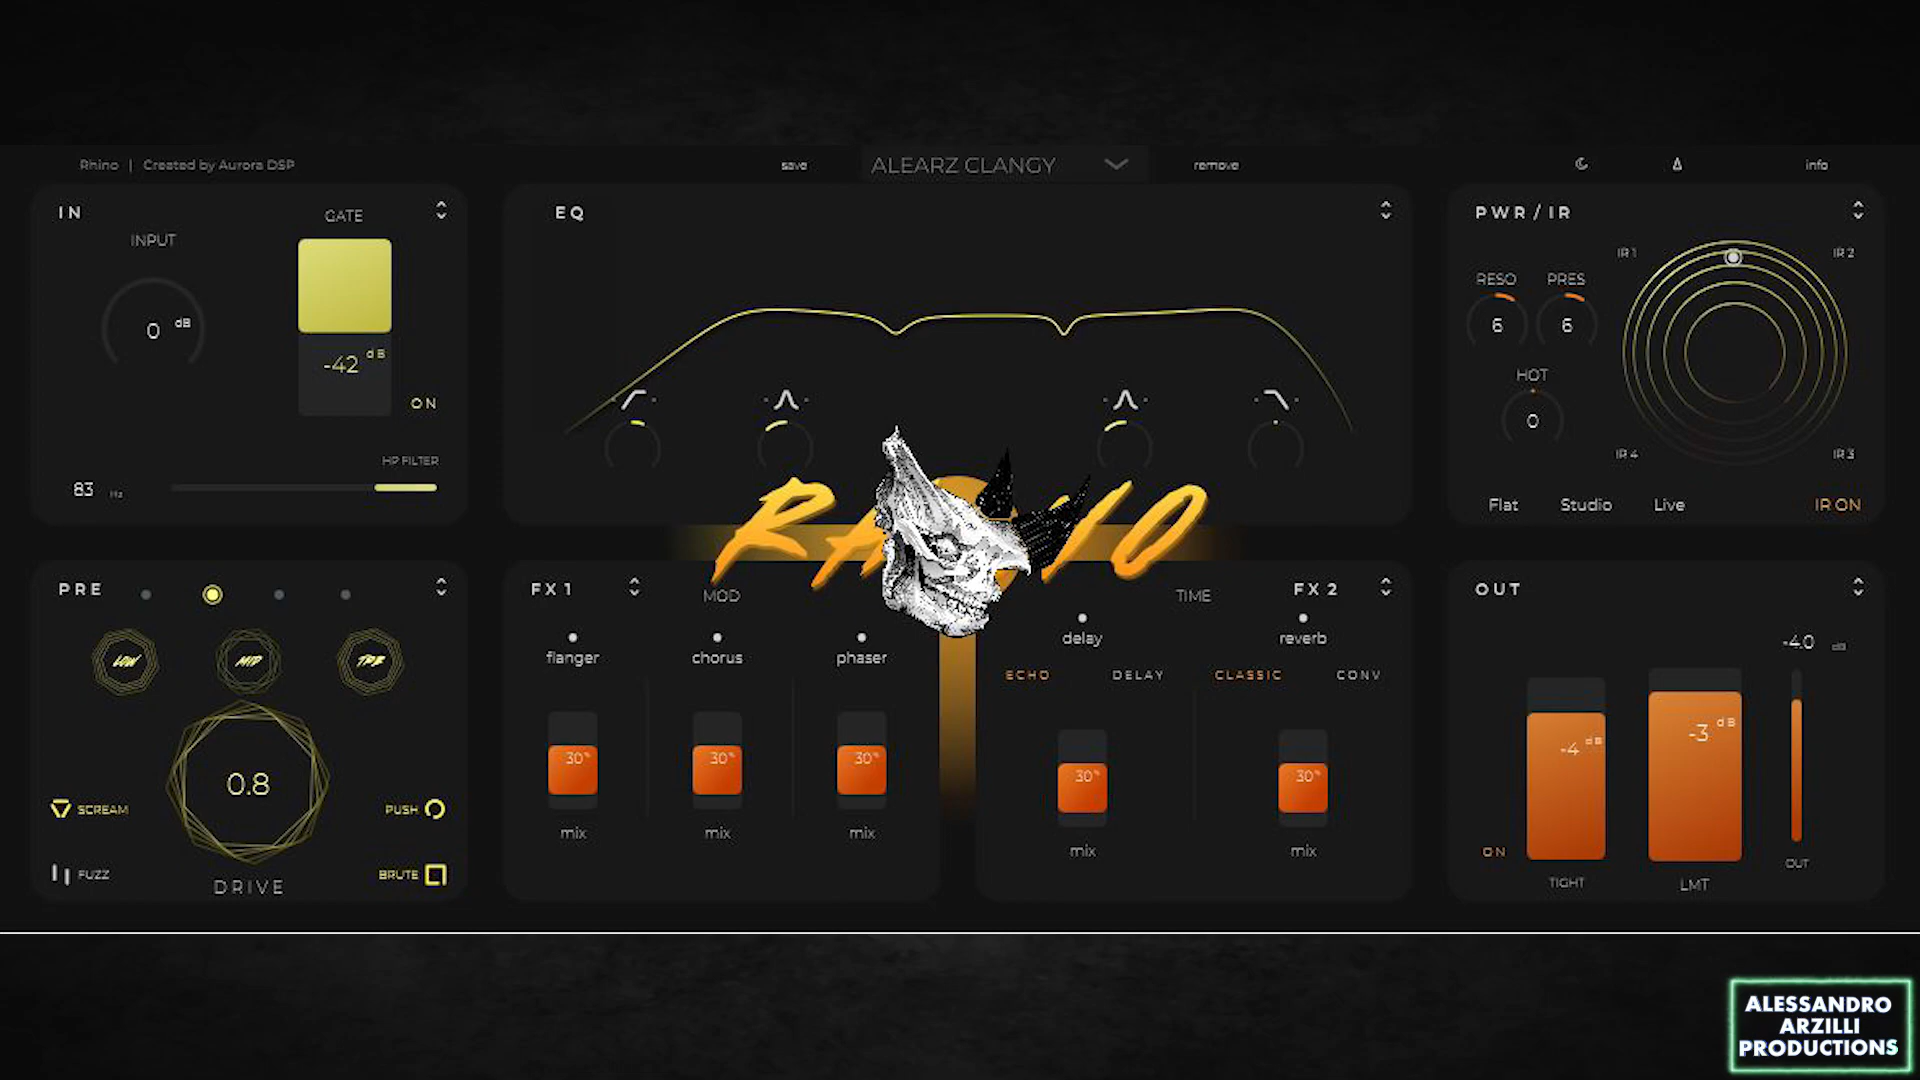 Rhino | Created by Aurora DSP
save
ALEARZ CLANGY
remove
info
IN
GATE
INPUT
0 dB
-42 dB
ON
HP FILTER
83 Hz
EQ
PWR / IR
IR 1
IR 2
RESO
PRES
6
6
HOT
0
IR 4
IR 3
Flat
Studio
Live
IR ON
PRE
LOW
MID
TRB
0.8
SCREAM
PUSH
FUZZ
BRUTE
DRIVE
FX 1
MOD
flanger
chorus
phaser
30%
30%
30%
mix
mix
mix
TIME
FX 2
delay
reverb
ECHO
DELAY
CLASSIC
CONV
30%
30%
mix
mix
OUT
-4.0 dB
-4 dB
-3 dB
ON
TIGHT
LMT
OUT
ALESSANDRO
ARZILLI
PRODUCTIONS